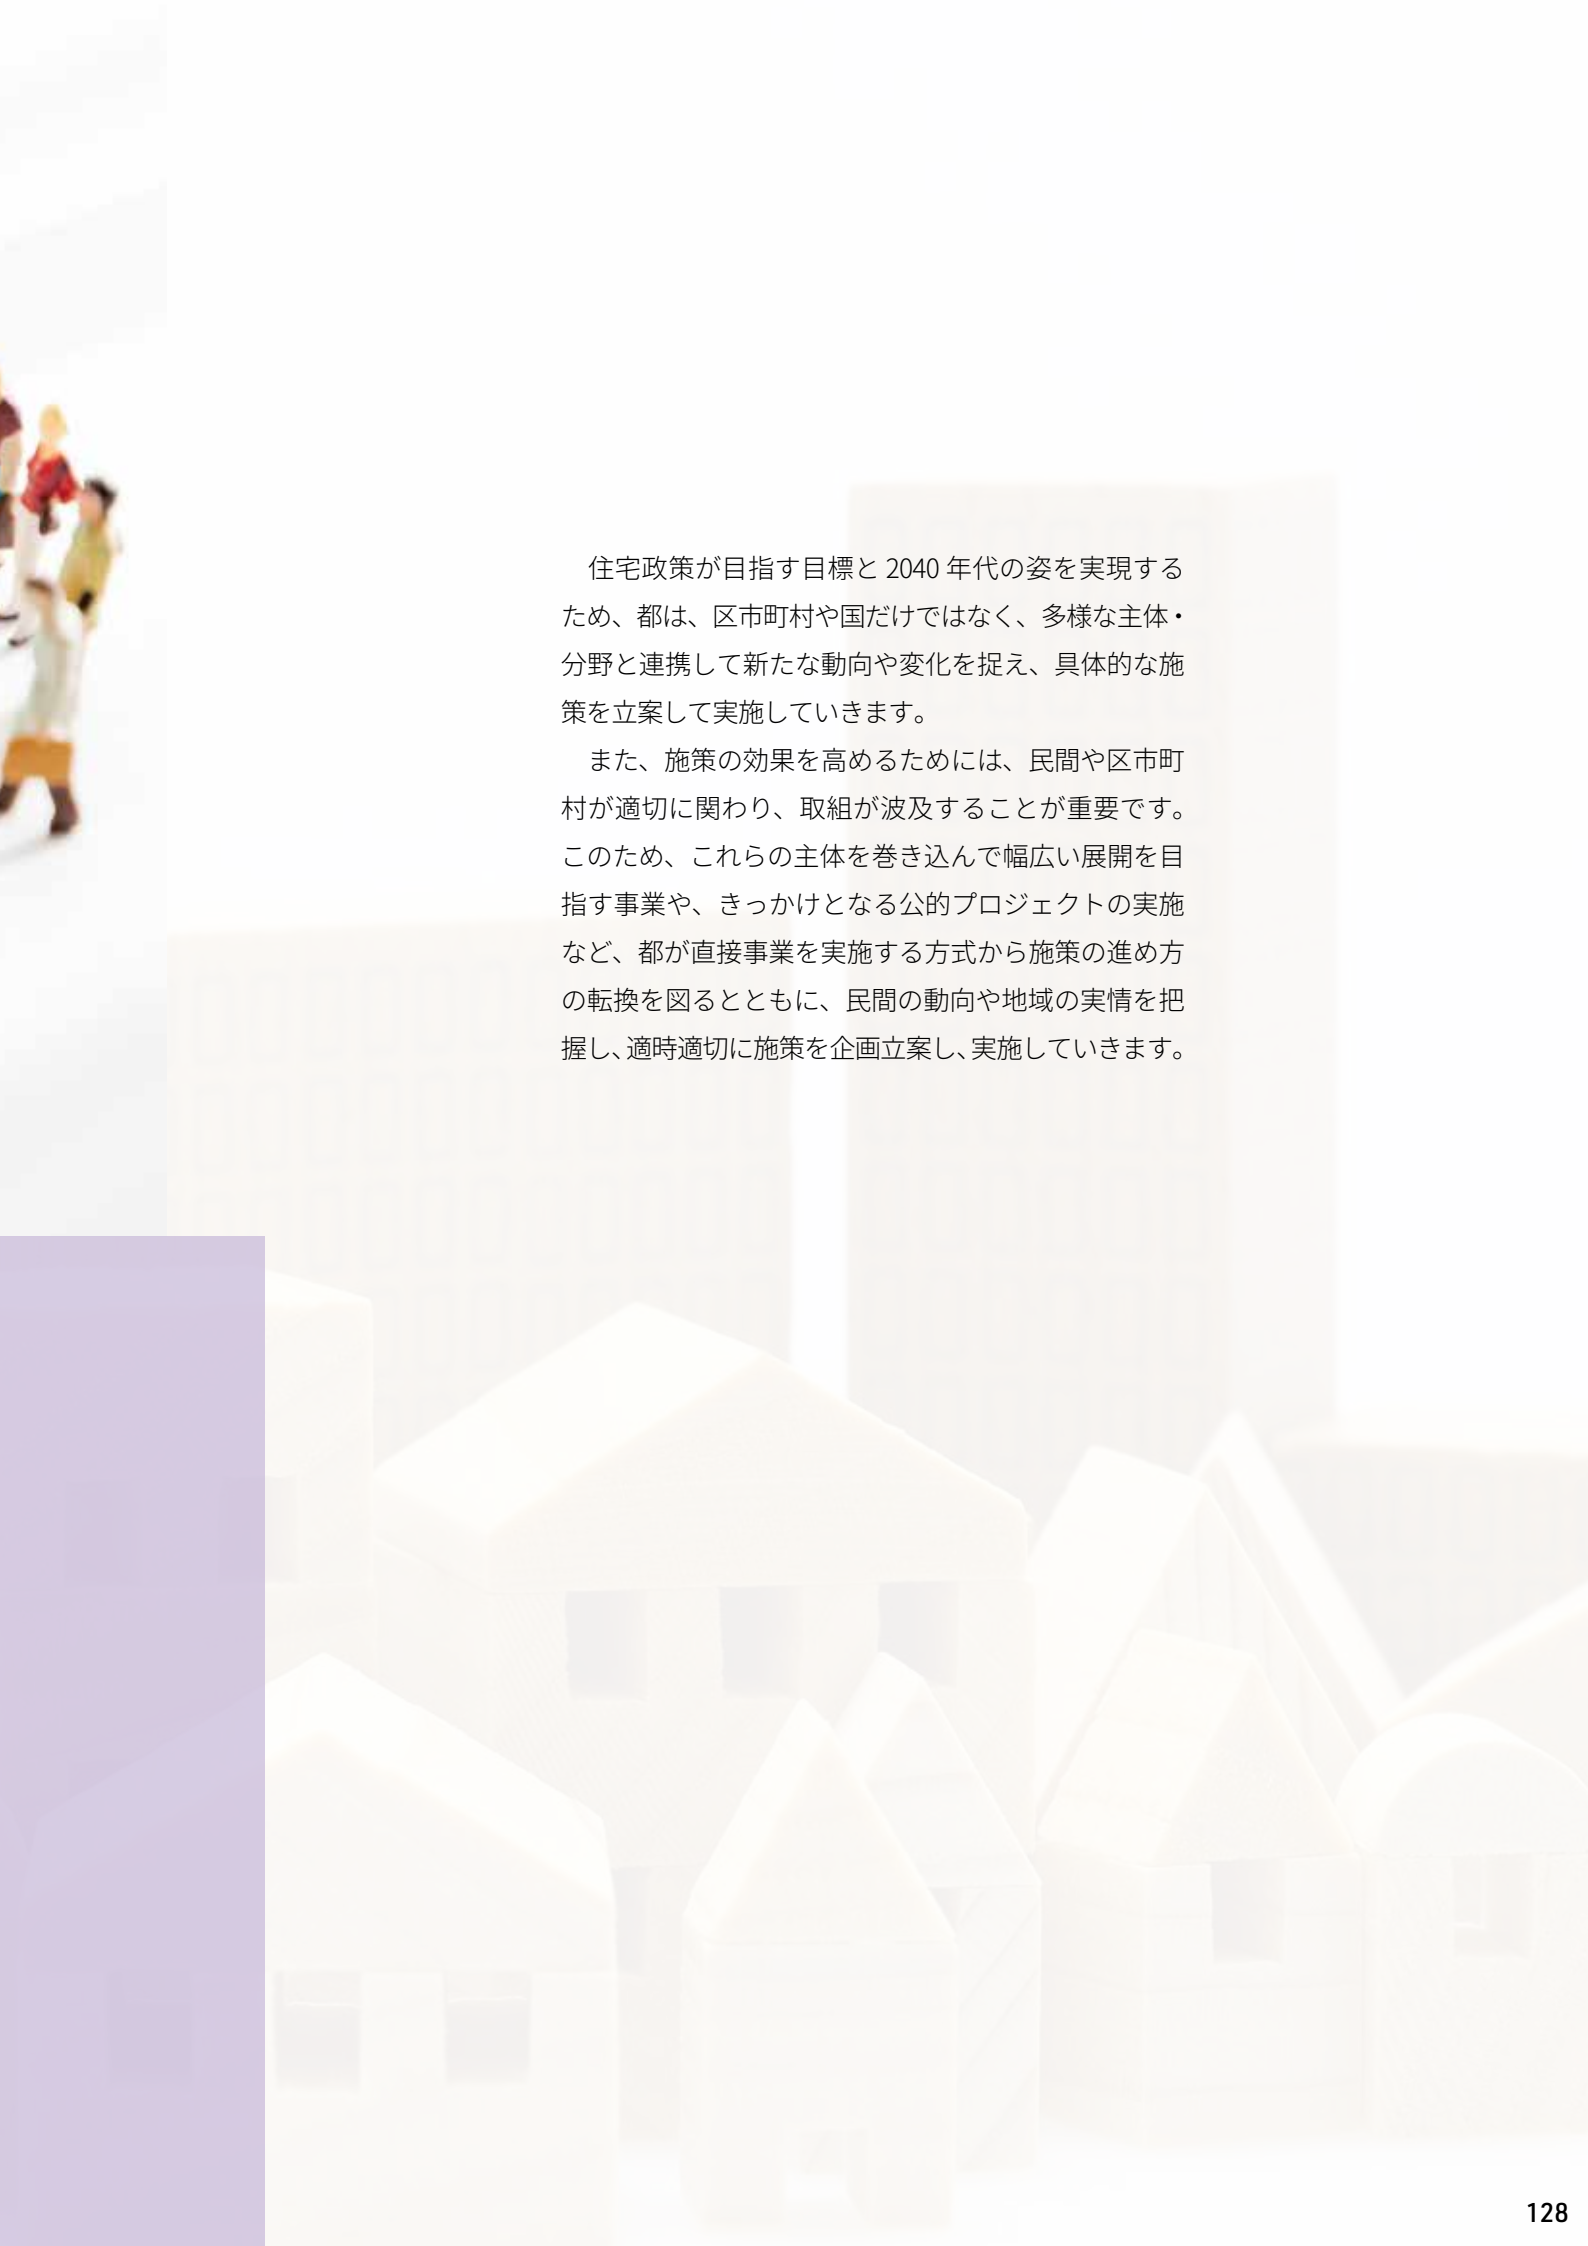 住宅政策が目指す目標と 2040 年代の姿を実現する
ため、都は、区市町村や国だけではなく、多様な主体・
分野と連携して新たな動向や変化を捉え、具体的な施
策を立案して実施していきます。
また、施策の効果を高めるためには、民間や区市町
村が適切に関わり、取組が波及することが重要です。
このため、これらの主体を巻き込んで幅広い展開を目
指す事業や、きっかけとなる公的プロジェクトの実施
など、都が直接事業を実施する方式から施策の進め方
の転換を図るとともに、民間の動向や地域の実情を把
握し、適時適切に施策を企画立案し、実施していきます。
128